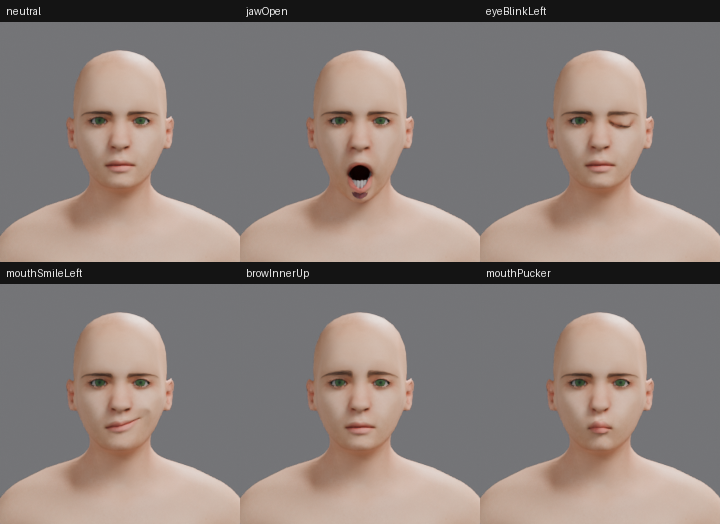 neutral
jawOpen
eyeBlinkLeft
mouthSmileLeft
browInnerUp
mouthPucker